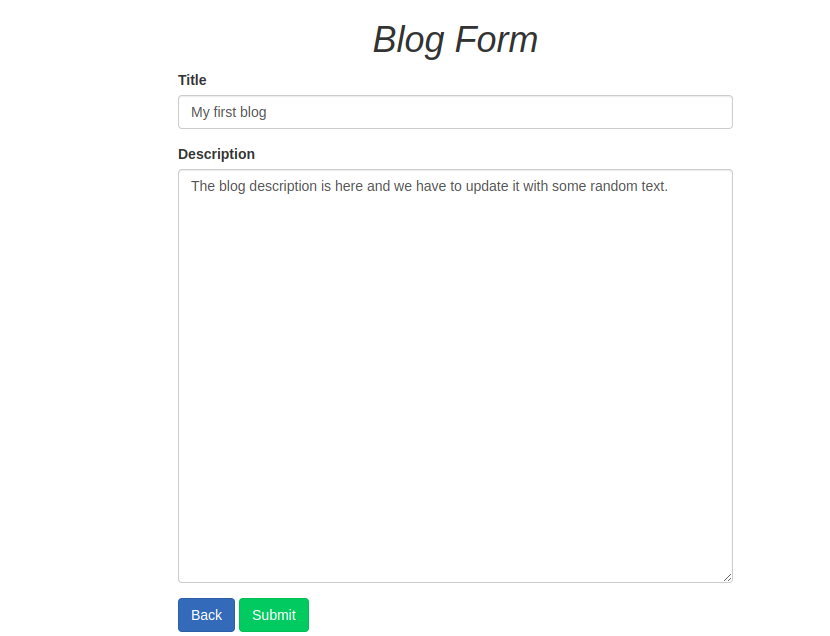 Blog Form
Title
My first blog
Description
The blog description is here and we have to update it with some random text.
Back Submit